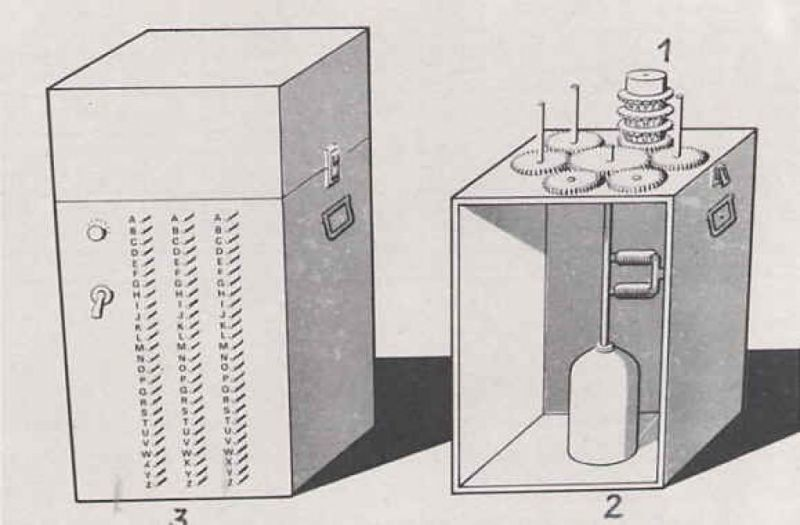 1
A A A
B B B
C C C
D D D
E E E
F F F
G G G
H H H
I I I
J J J
K K K
L L L
M M M
N N N
O O O
P P P
Q Q Q
R R R
S S S
T T T
U U U
V V V
W W W
X X X
Y Y Y
Z Z Z
3
2